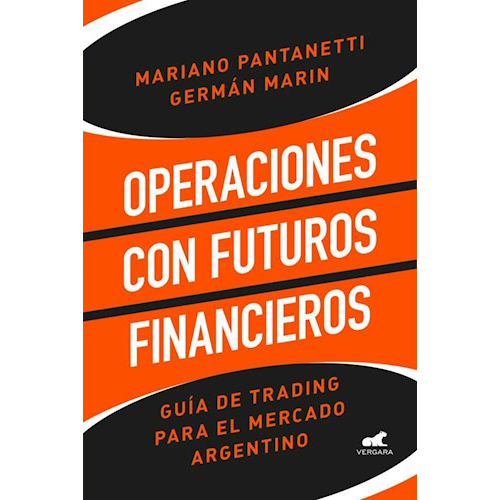 MARIANO PANTANETTI
GERMÁN MARIN
OPERACIONES
CON FUTUROS
FINANCIEROS
GUÍA DE TRADING
PARA EL MERCADO
ARGENTINO
VERGARA